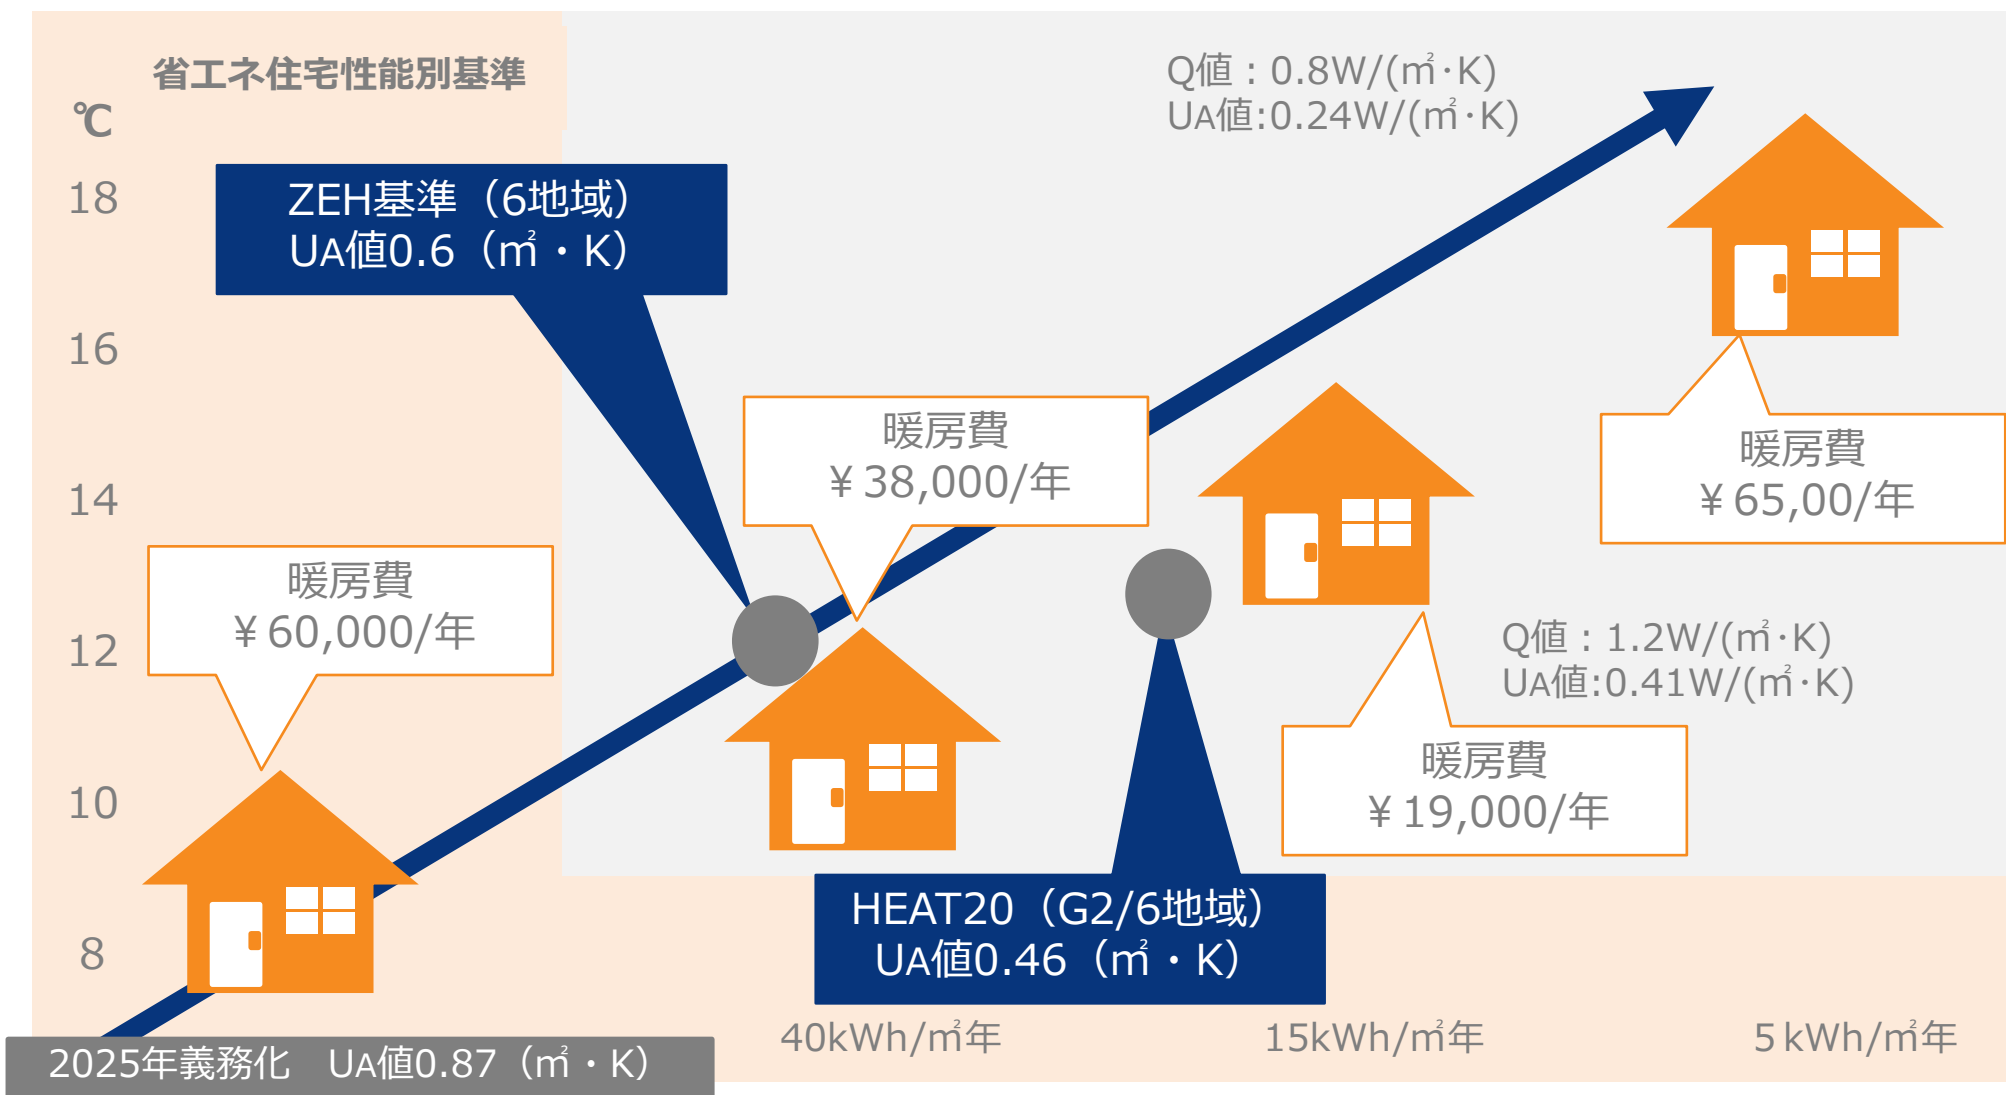 省エネ住宅性能別基準
℃
18
16
14
12
10
8
Q値：0.8W/(㎡･K)
UA値:0.24W/(㎡･K)
ZEH基準（6地域）
UA値0.6（㎡・K）
暖房費
￥65,00/年
暖房費
￥38,000/年
暖房費
￥60,000/年
Q値：1.2W/(㎡･K)
UA値:0.41W/(㎡･K)
暖房費
￥19,000/年
HEAT20（G2/6地域）
UA値0.46（㎡・K）
40kWh/㎡年
15kWh/㎡年
5 kWh/㎡年
2025年義務化　UA値0.87（㎡・K）